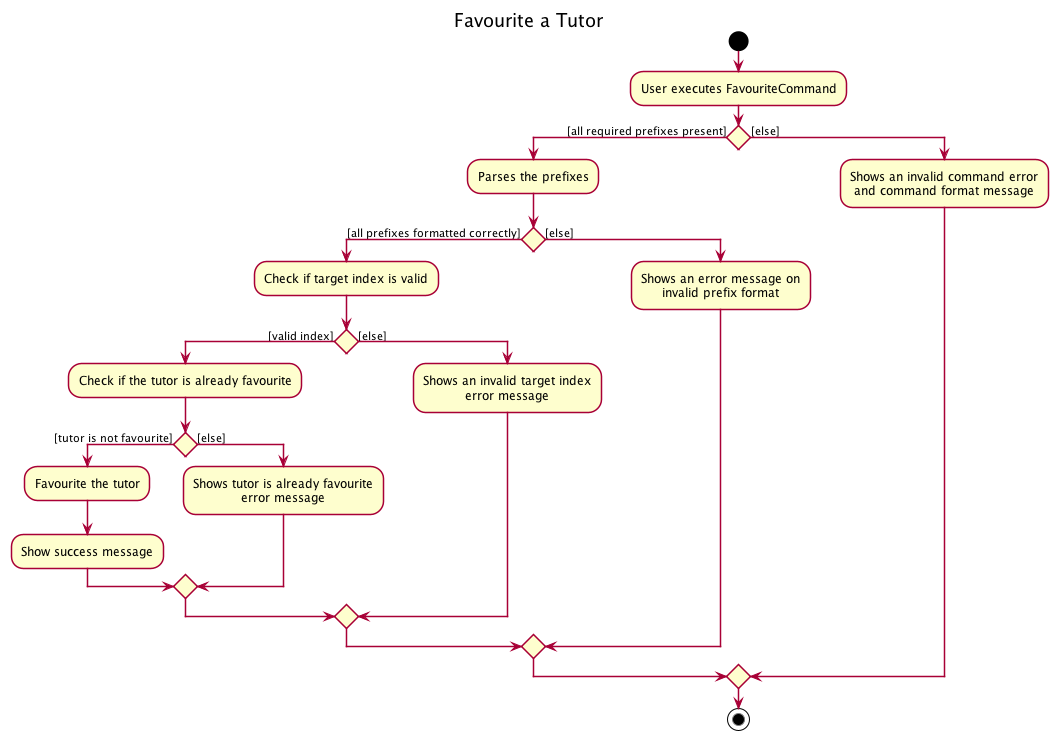 Favourite a Tutor
User executes FavouriteCommand
[all required prefixes present]
[else]
Parses the prefixes
Shows an invalid command error
and command format message
[all prefixes formatted correctly]
[else]
Check if target index is valid
Shows an error message on
invalid prefix format
[valid index]
[else]
Check if the tutor is already favourite
Shows an invalid target index
error message
[tutor is not favourite]
[else]
Favourite the tutor
Shows tutor is already favourite
error message
Show success message